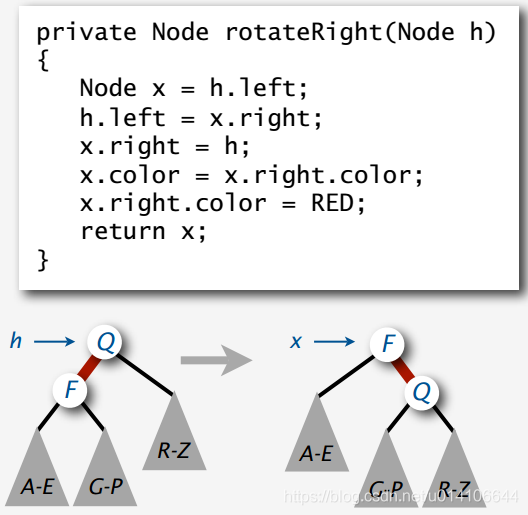 private Node rotateRight(Node h)
{
   Node x = h.left;
   h.left = x.right;
   x.right = h;
   x.color = x.right.color;
   x.right.color = RED;
   return x;
}
h Q x F
F Q
A-E G-P R-Z A-E G-P R-Z
https://blog.csdn.net/u014106644